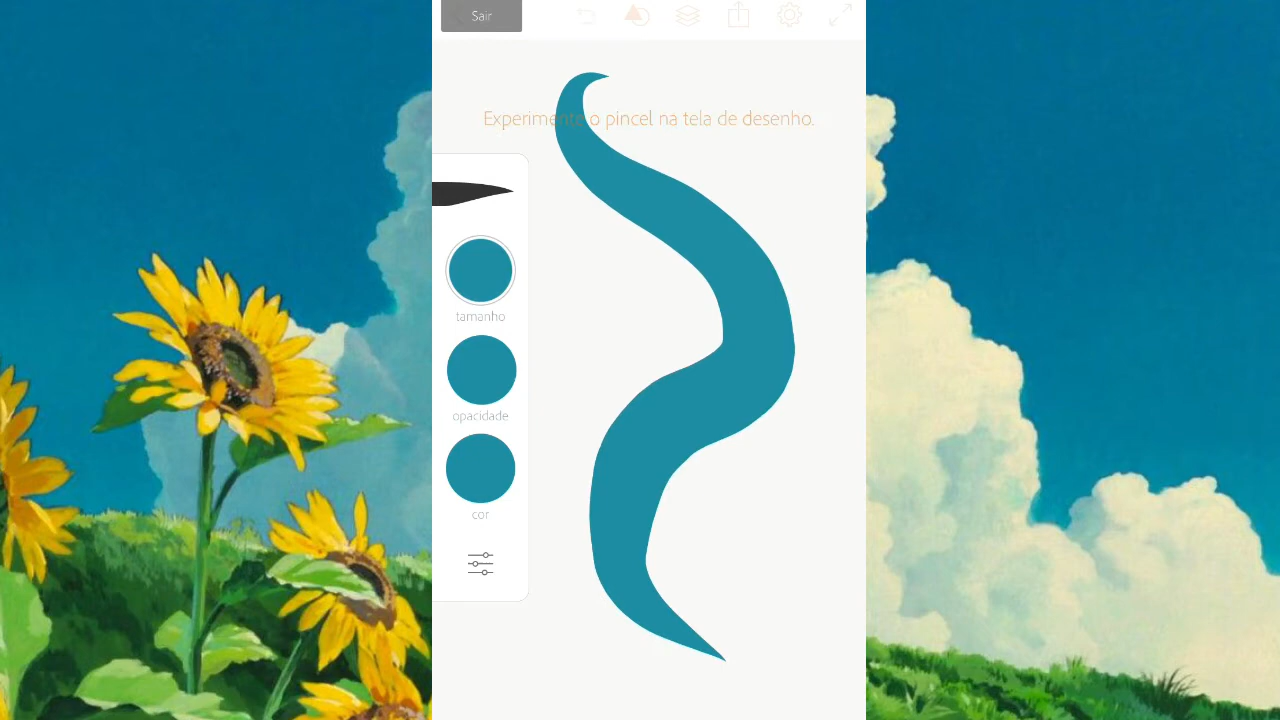 Sair
Experimente o pincel na tela de desenho.
tamanho
opacidade
cor